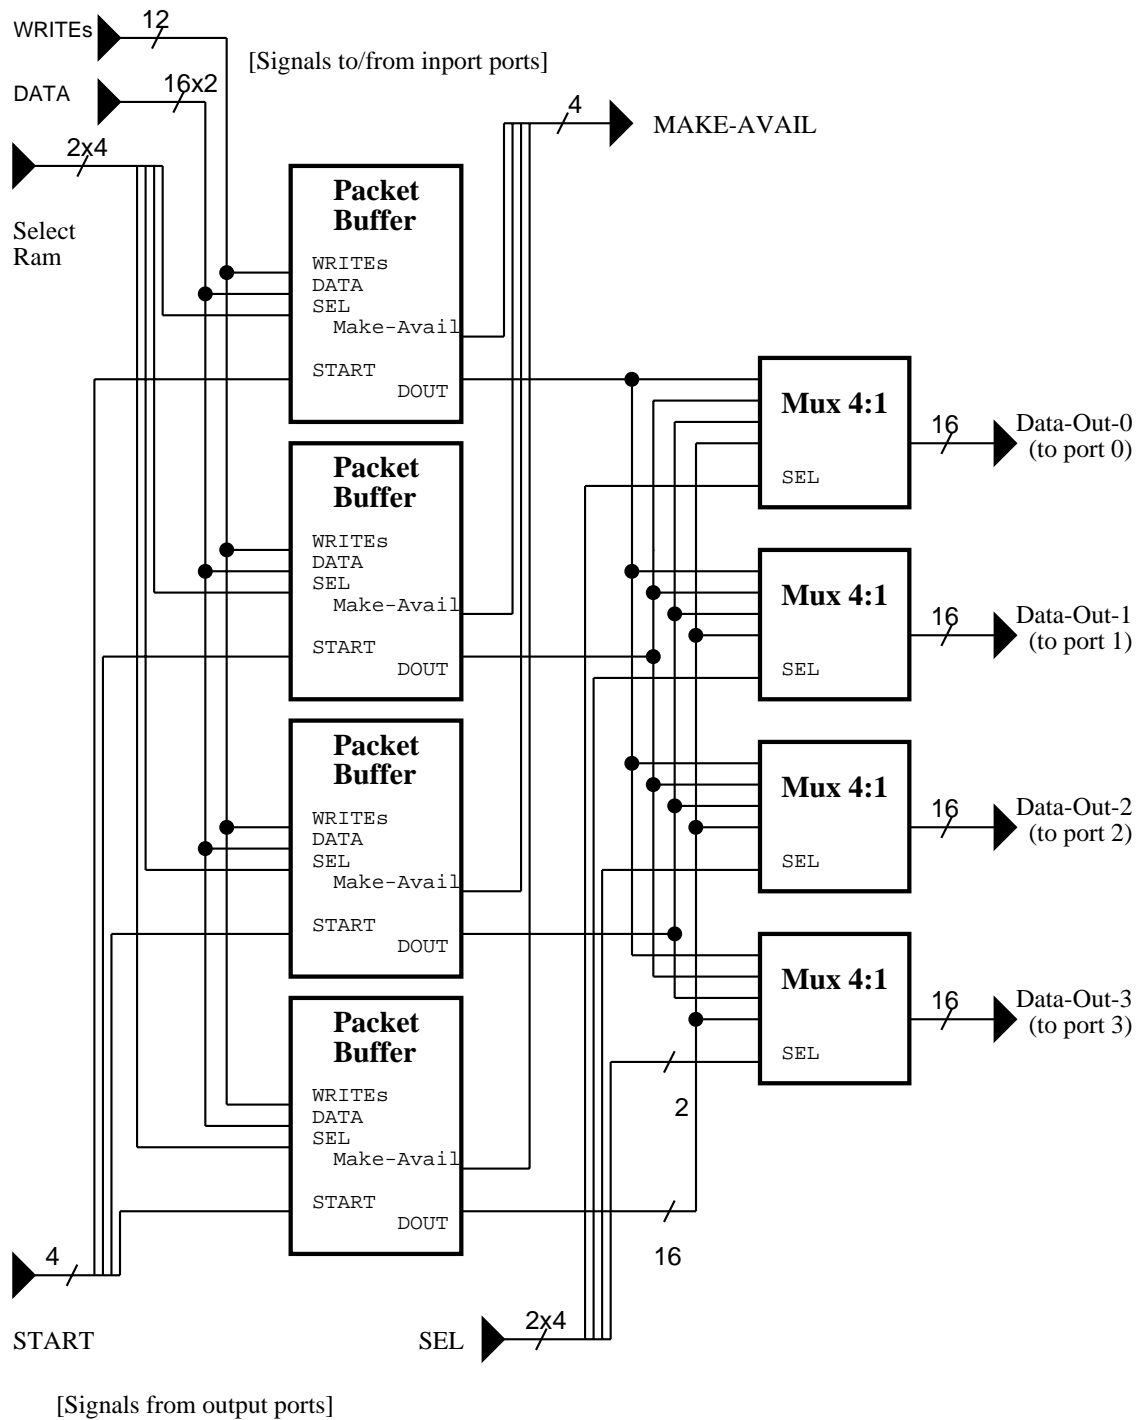 WRITEs
12
[Signals to/from inport ports]
DATA
16x2
4
MAKE-AVAIL
2x4
Select
Ram
Packet
Buffer
WRITEs
DATA
SEL
Make-Avail
START
DOUT
Mux 4:1
SEL
16
Data-Out-0
(to port 0)
Packet
Buffer
WRITEs
DATA
SEL
Make-Avail
START
DOUT
Mux 4:1
SEL
16
Data-Out-1
(to port 1)
Packet
Buffer
WRITEs
DATA
SEL
Make-Avail
START
DOUT
Mux 4:1
SEL
16
Data-Out-2
(to port 2)
Packet
Buffer
WRITEs
DATA
SEL
Make-Avail
START
DOUT
Mux 4:1
SEL
16
Data-Out-3
(to port 3)
2
16
4
START
SEL
2x4
[Signals from output ports]